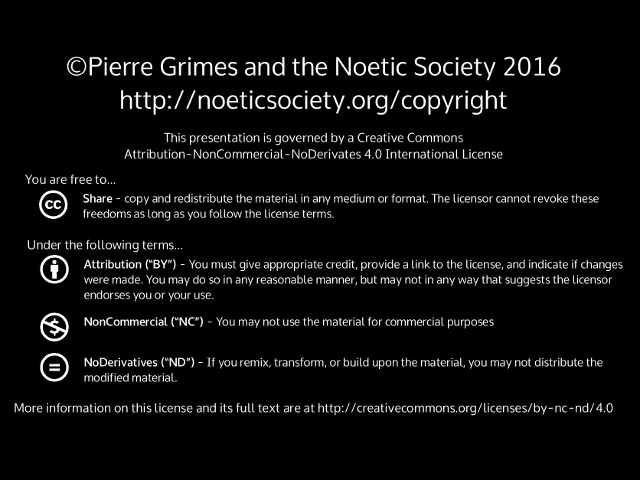 ©Pierre Grimes and the Noetic Society 2016
http://noeticsociety.org/copyright
This presentation is governed by a Creative Commons
Attribution-NonCommercial-NoDerivates 4.0 International License
You are free to...
cc
Share - copy and redistribute the material in any medium or format. The licensor cannot revoke these
freedoms as long as you follow the license terms.
Under the following terms...
Attribution ("BY") - You must give appropriate credit, provide a link to the license, and indicate if changes
were made. You may do so in any reasonable manner, but may not in any way that suggests the licensor
endorses you or your use.
NonCommercial ("NC") - You may not use the material for commercial purposes
NoDerivatives ("ND") - If you remix, transform, or build upon the material, you may not distribute the
modified material.
More information on this license and its full text are at http://creativecommons.org/licenses/by-nc-nd/4.0